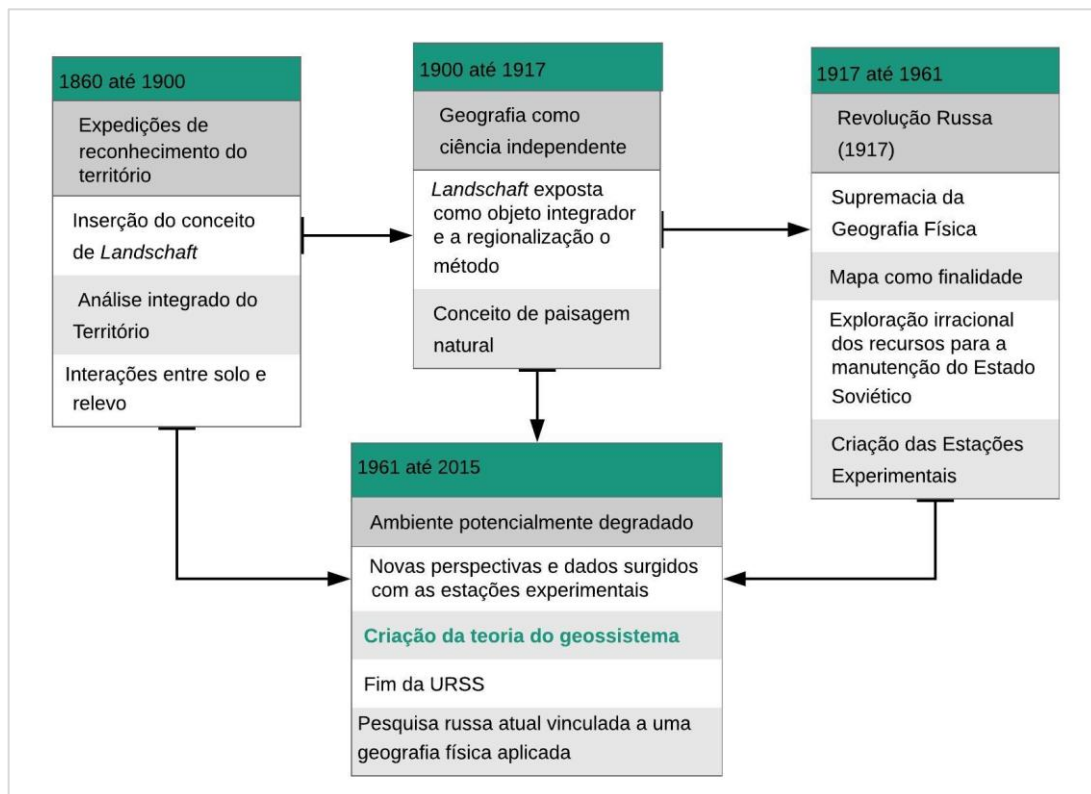 1860 até 1900
Expedições de
reconhecimento do
território
Inserção do conceito
de Landschaft
Análise integrado do
Território
Interações entre solo e
relevo
1900 até 1917
Geografia como
ciência independente
Landschaft exposta
como objeto integrador
e a regionalização o
método
Conceito de paisagem
natural
1917 até 1961
Revolução Russa
(1917)
Supremacia da
Geografia Física
Mapa como finalidade
Exploração irracional
dos recursos para a
manutenção do Estado
Soviético
Criação das Estações
Experimentais
1961 até 2015
Ambiente potencialmente degradado
Novas perspectivas e dados surgidos
com as estações experimentais
Criação da teoria do geossistema
Fim da URSS
Pesquisa russa atual vinculada a uma
geografia física aplicada